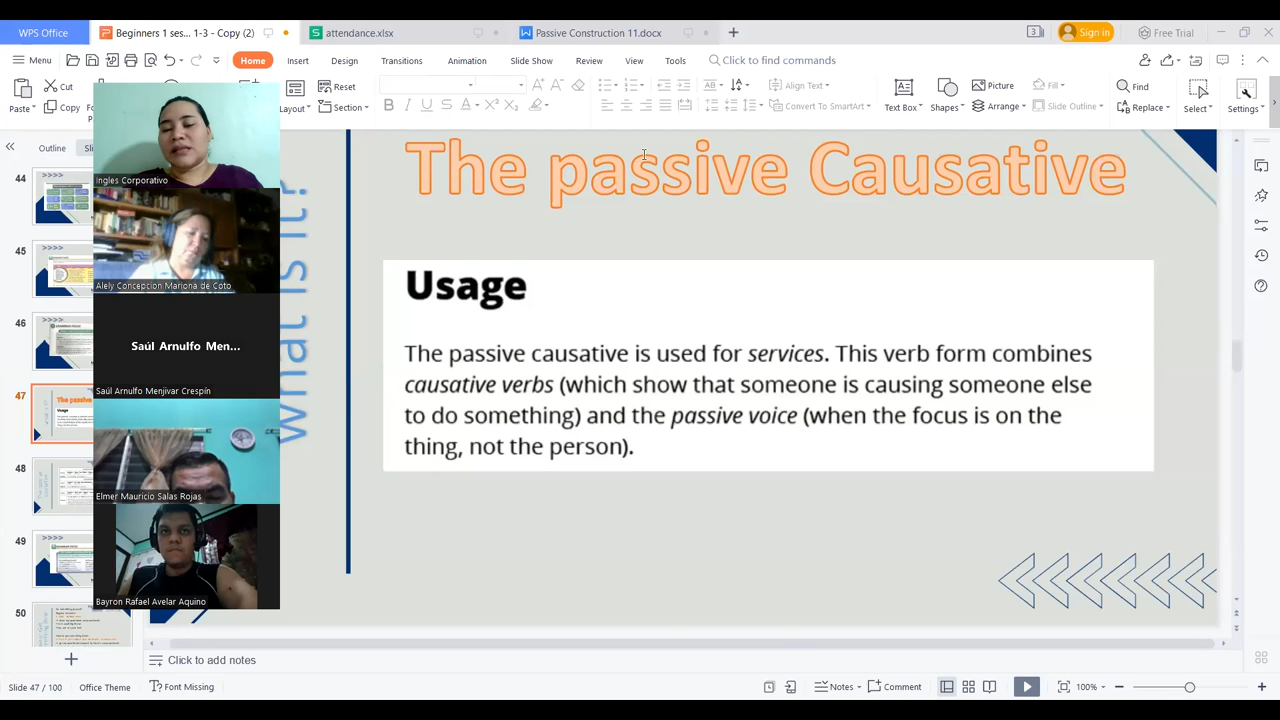 WPS Office
Beginners 1 ses... 1-3 - Copy (2)
attendance.xlsx
Passive Construction 11.docx
Sign in
Free Trial
Menu
Home
Insert
Design
Transitions
Animation
Slide Show
Review
View
Tools
Click to find commands
Paste
Cut
Copy
Layout
Reset
Section
B I U S A X² X₂
Align Text
Convert To SmartArt
Text Box
Shapes
Picture
Arrange
Fill
Slide Outline
Find
Replace
Select
Settings
Outline
44
45
46
47
48
49
50
Ingles Corporativo
Alely Concepcion Mariona de Coto
Saúl Arnulfo Men...
Saúl Arnulfo Menjivar Crespín
Elmer Mauricio Salas Rojas
Bayron Rafael Avelar Aquino
What is it?
The passive Causative
Usage
The passive causative is used for services. This verb form combines
causative verbs (which show that someone is causing someone else
to do something) and the passive voice (when the focus is on the
thing, not the person).
Click to add notes
Slide 47 / 100
Office Theme
Font Missing
Notes
Comment
100%